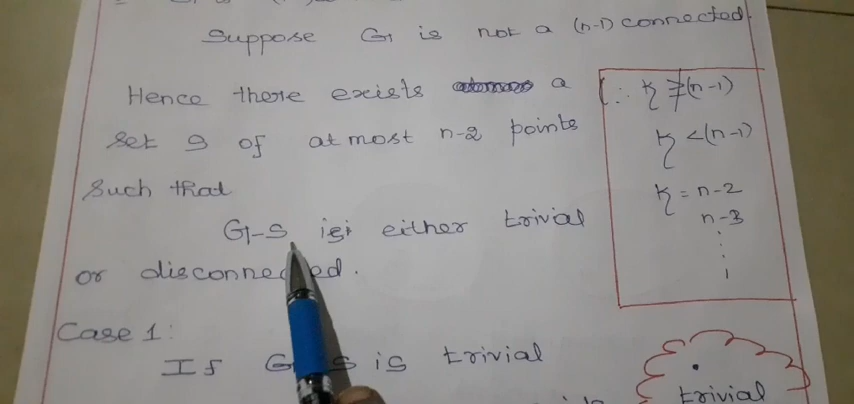 Suppose G is not a (n-1) connected.
Hence there exists a
set S of at most n-2 points
such that
G-S is either trivial
or disconnected.
Case 1:
If G S is trivial
(∵ K ≱ (n-1)
K < (n-1)
K = n-2
n-3
⋮
1
trivial